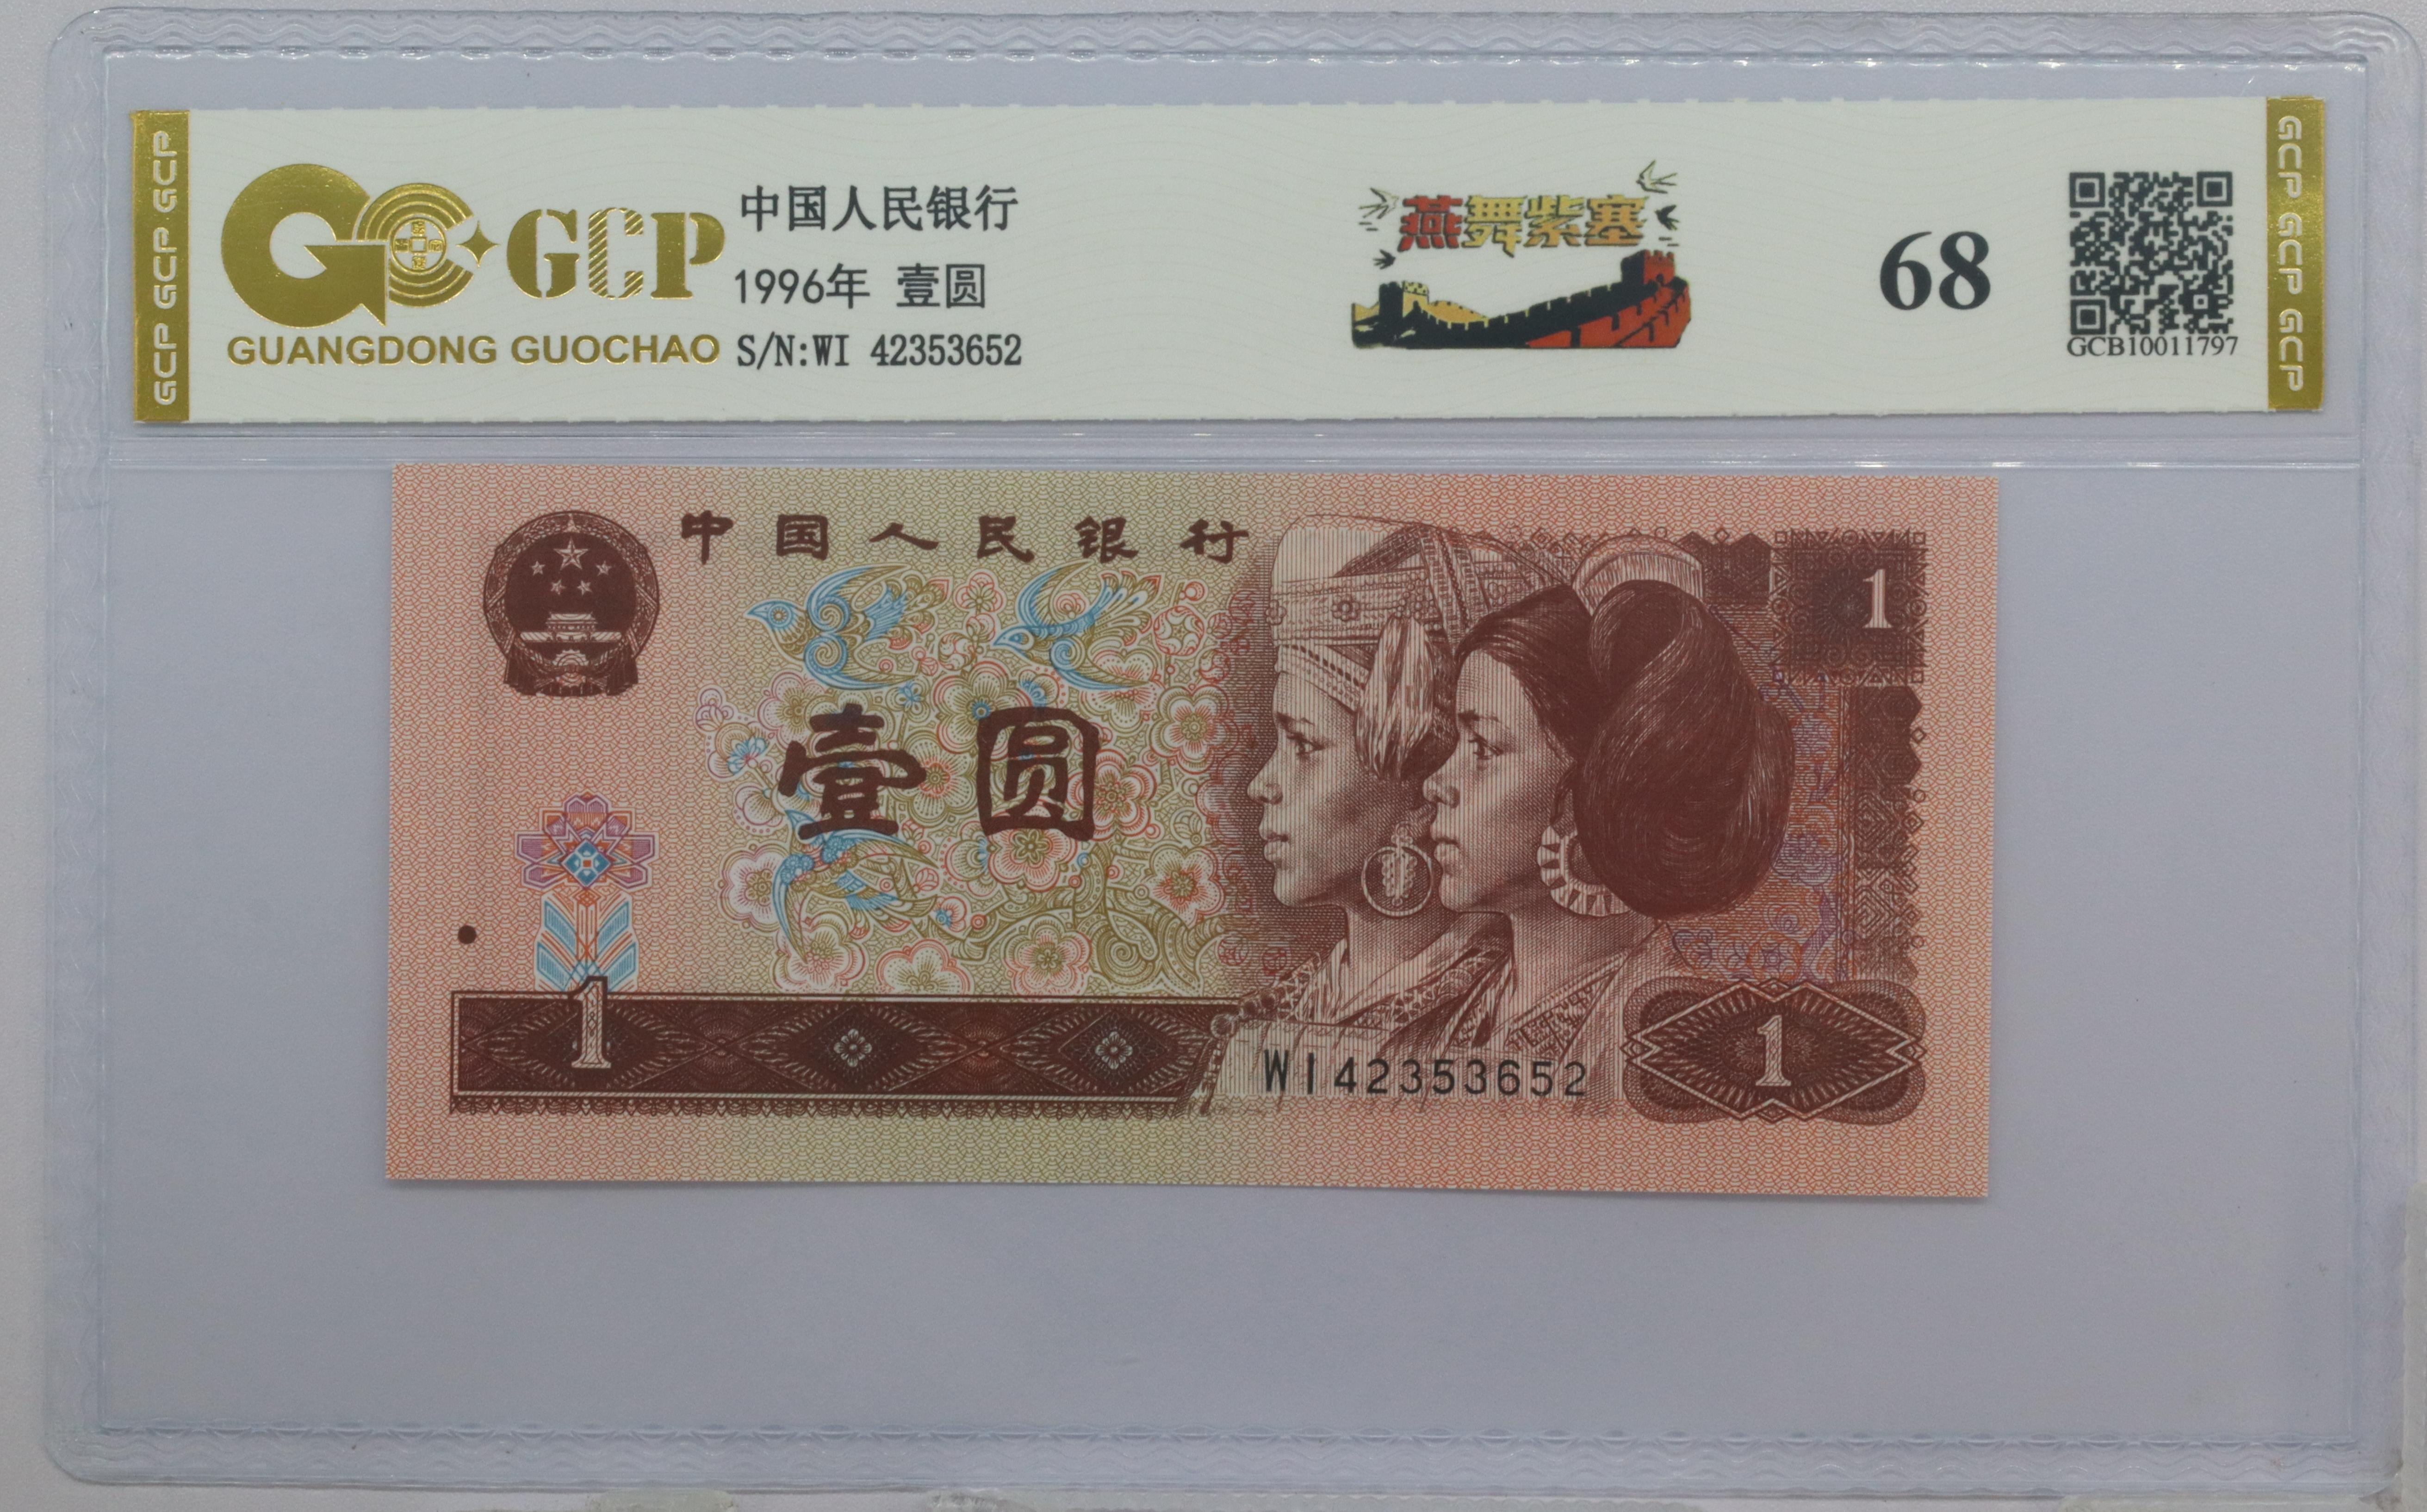 GCP GCP GCP
GCP
GUANGDONG GUOCHAO
中国人民银行
1996年 壹圆
S/N:WI 42353652
燕舞紫塞
68
GCB10011797
GCP GCP GCP
中国人民银行
1
壹圆
1
WI42353652
1